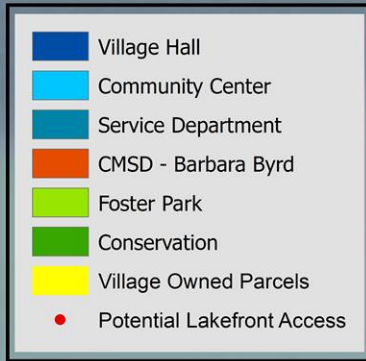 Village Hall
Community Center
Service Department
CMSD - Barbara Byrd
Foster Park
Conservation
Village Owned Parcels
Potential Lakefront Access